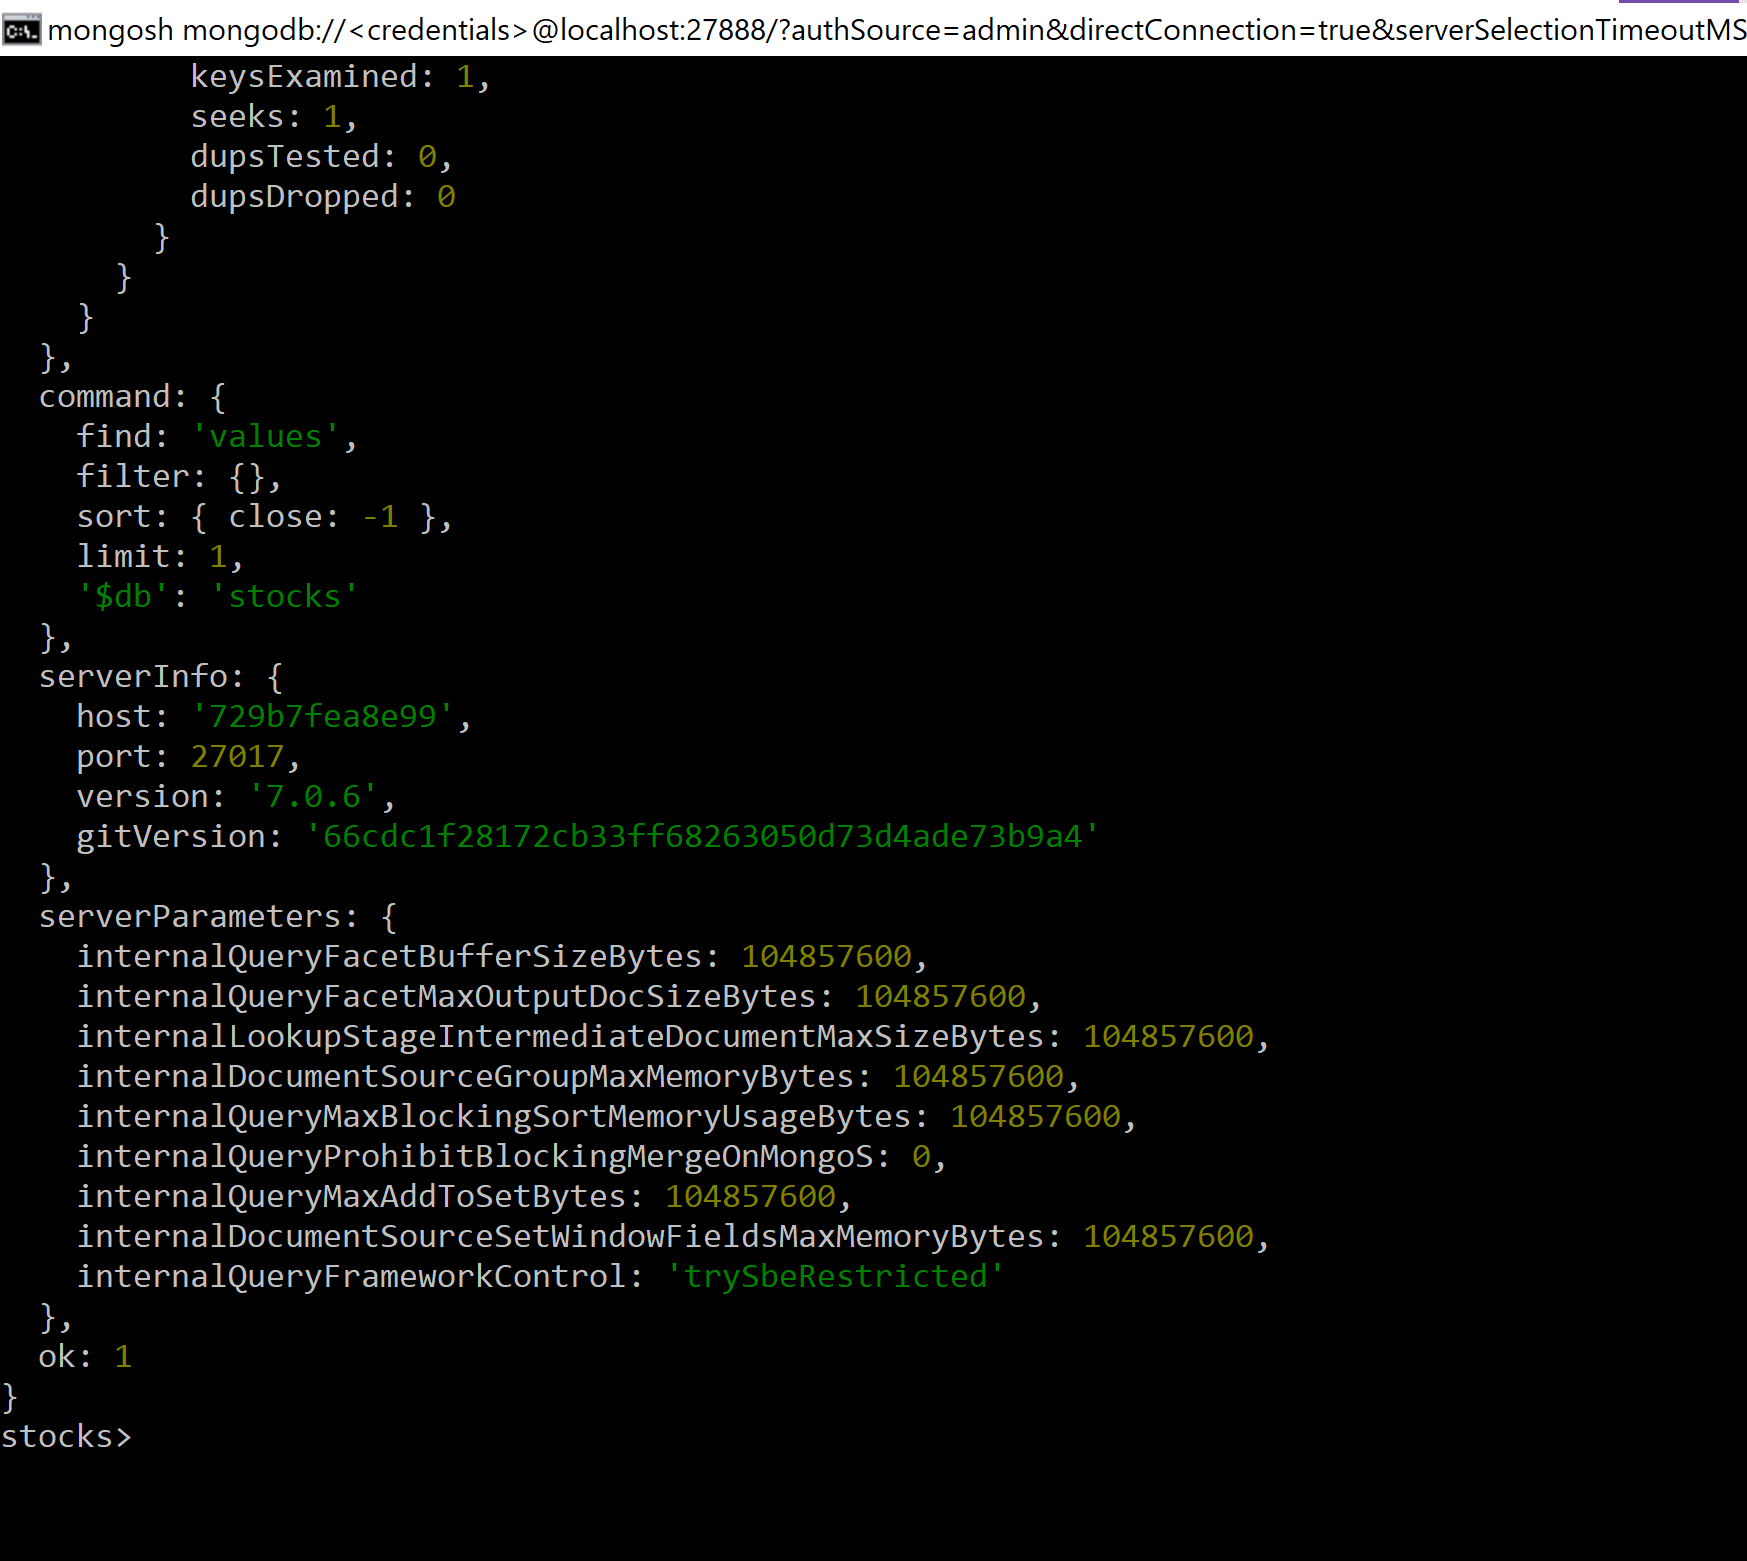 mongosh mongodb://<credentials>@localhost:27888/?authSource=admin&directConnection=true&serverSelectionTimeoutMS
keysExamined: 1,
seeks: 1,
dupsTested: 0,
dupsDropped: 0
}
}
}
},
command: {
find: 'values',
filter: {},
sort: { close: -1 },
limit: 1,
'$db': 'stocks'
},
serverInfo: {
host: '729b7fea8e99',
port: 27017,
version: '7.0.6',
gitVersion: '66cdc1f28172cb33ff68263050d73d4ade73b9a4'
},
serverParameters: {
internalQueryFacetBufferSizeBytes: 104857600,
internalQueryFacetMaxOutputDocSizeBytes: 104857600,
internalLookupStageIntermediateDocumentMaxSizeBytes: 104857600,
internalDocumentSourceGroupMaxMemoryBytes: 104857600,
internalQueryMaxBlockingSortMemoryUsageBytes: 104857600,
internalQueryProhibitBlockingMergeOnMongoS: 0,
internalQueryMaxAddToSetBytes: 104857600,
internalDocumentSourceSetWindowFieldsMaxMemoryBytes: 104857600,
internalQueryFrameworkControl: 'trySbeRestricted'
},
ok: 1
}
stocks>